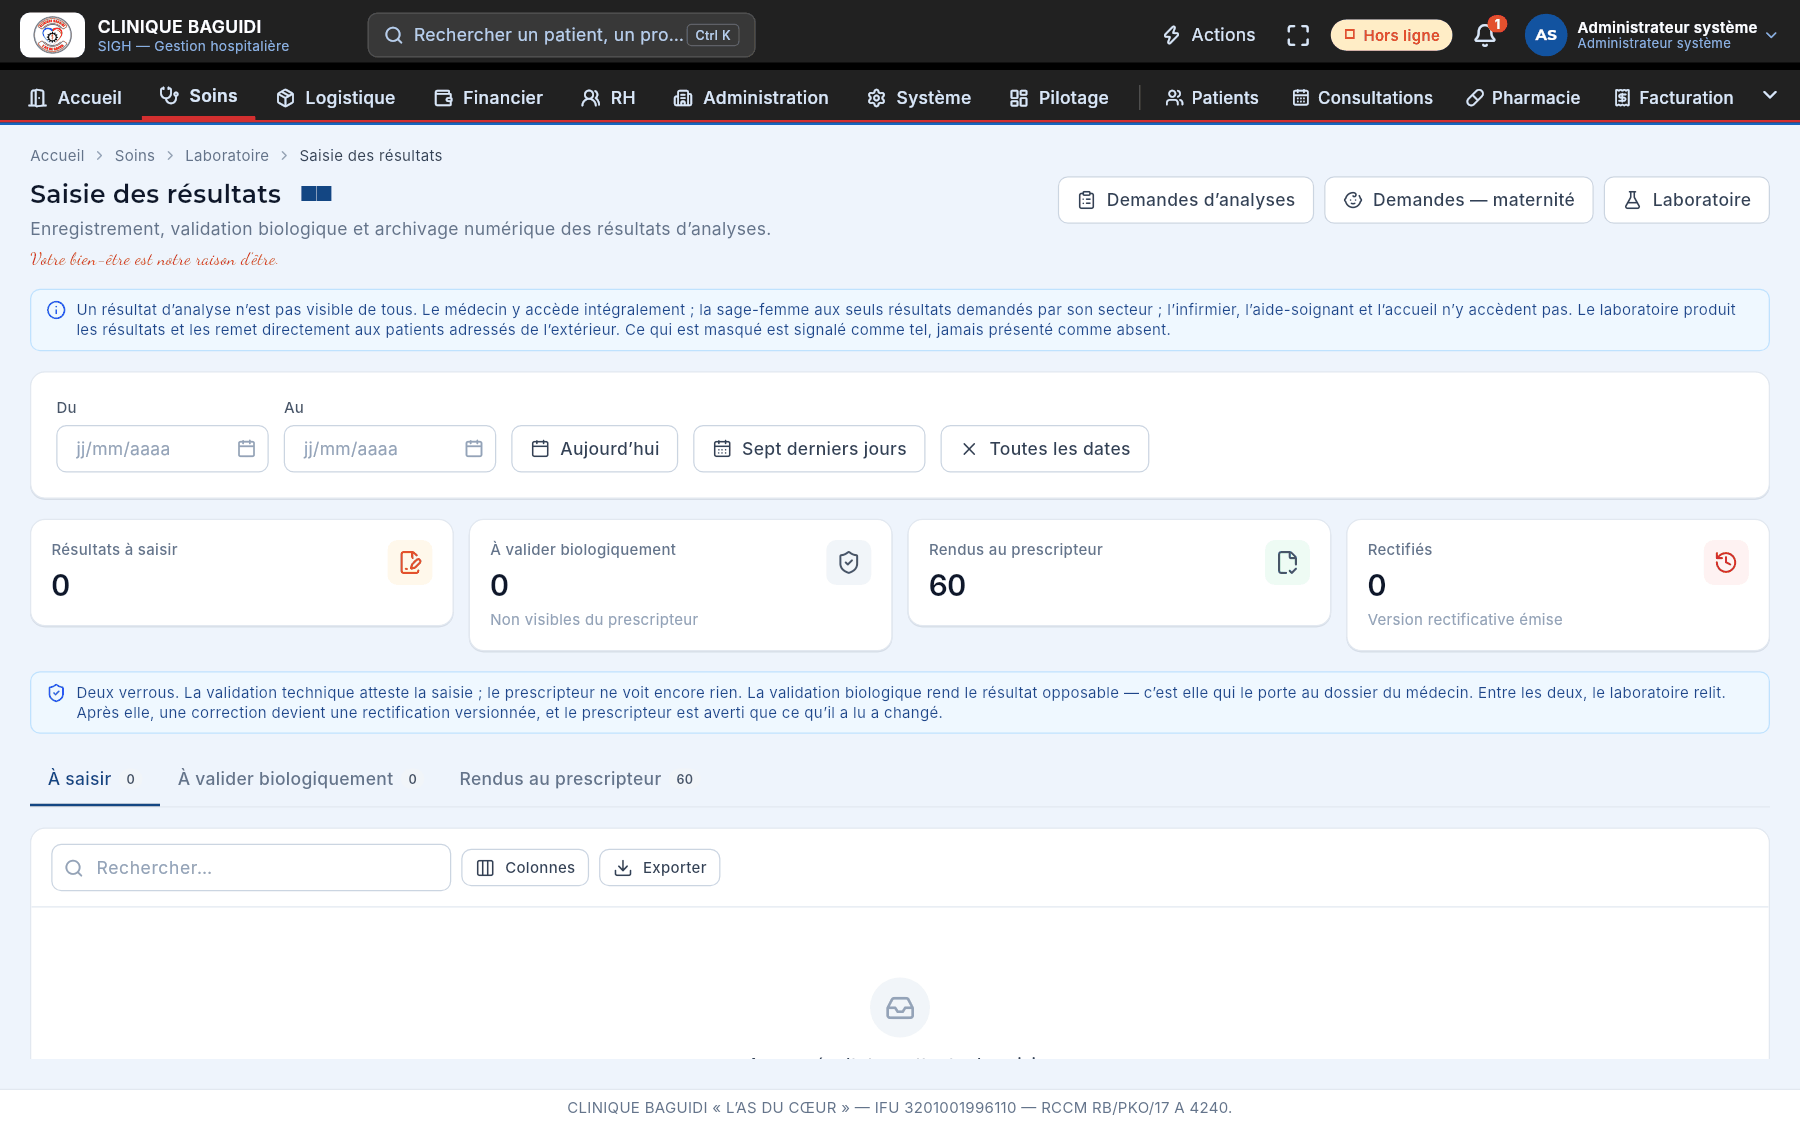 CLINIQUE BAGUIDI
SIGH — Gestion hospitalière
Rechercher un patient, un pro... Ctrl K
Actions
Hors ligne
1
AS
Administrateur système
Administrateur système
Accueil
Soins
Logistique
Financier
RH
Administration
Système
Pilotage
Patients
Consultations
Pharmacie
Facturation
Accueil > Soins > Laboratoire > Saisie des résultats
Saisie des résultats
Demandes d’analyses
Demandes — maternité
Laboratoire
Enregistrement, validation biologique et archivage numérique des résultats d’analyses.
Votre bien-être est notre raison d'être.
Un résultat d’analyse n’est pas visible de tous. Le médecin y accède intégralement ; la sage-femme aux seuls résultats demandés par son secteur ; l’infirmier, l’aide-soignant et l’accueil n’y accèdent pas. Le laboratoire produit
les résultats et les remet directement aux patients adressés de l’extérieur. Ce qui est masqué est signalé comme tel, jamais présenté comme absent.
Du
Au
jj/mm/aaaa
jj/mm/aaaa
Aujourd’hui
Sept derniers jours
Toutes les dates
Résultats à saisir
0
À valider biologiquement
0
Non visibles du prescripteur
Rendus au prescripteur
60
Rectifiés
0
Version rectificative émise
Deux verrous. La validation technique atteste la saisie ; le prescripteur ne voit encore rien. La validation biologique rend le résultat opposable — c’est elle qui le porte au dossier du médecin. Entre les deux, le laboratoire relit.
Après elle, une correction devient une rectification versionnée, et le prescripteur est averti que ce qu’il a lu a changé.
À saisir 0
À valider biologiquement 0
Rendus au prescripteur 60
Rechercher...
Colonnes
Exporter
CLINIQUE BAGUIDI « L’AS DU CŒUR » — IFU 3201001996110 — RCCM RB/PKO/17 A 4240.